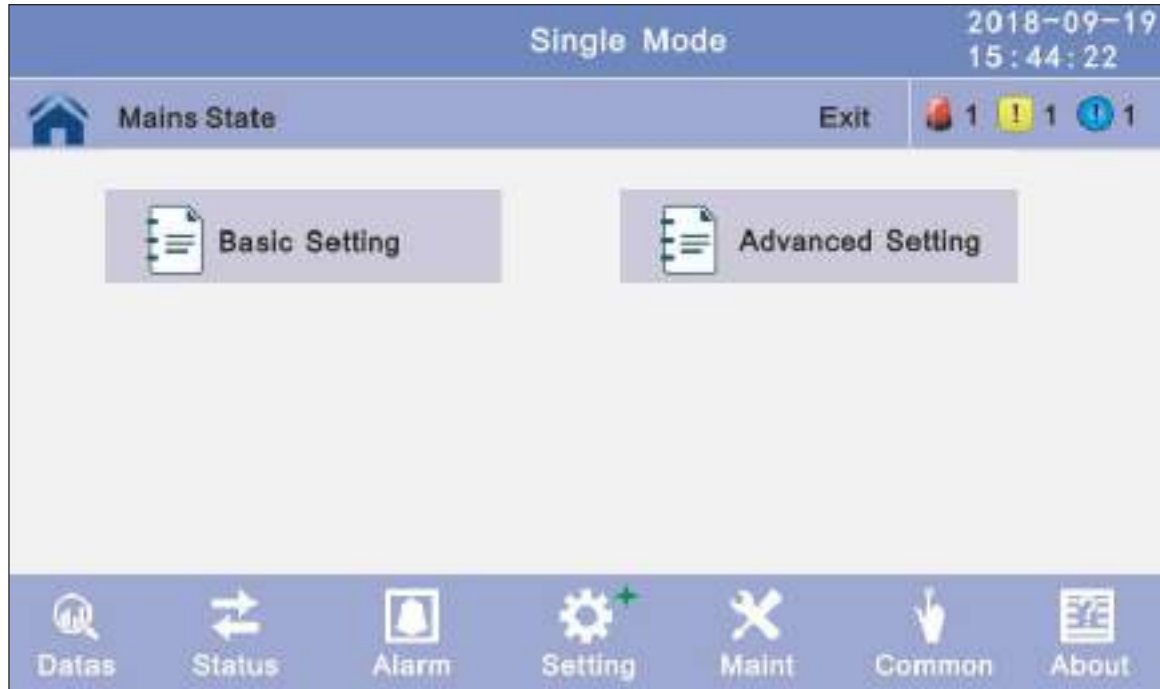 Single Mode
2018-09-19
15:44:22
Mains State Exit 1 ! 1 ! 1
Basic Setting Advanced Setting
Datas Status Alarm Setting Maint Common About